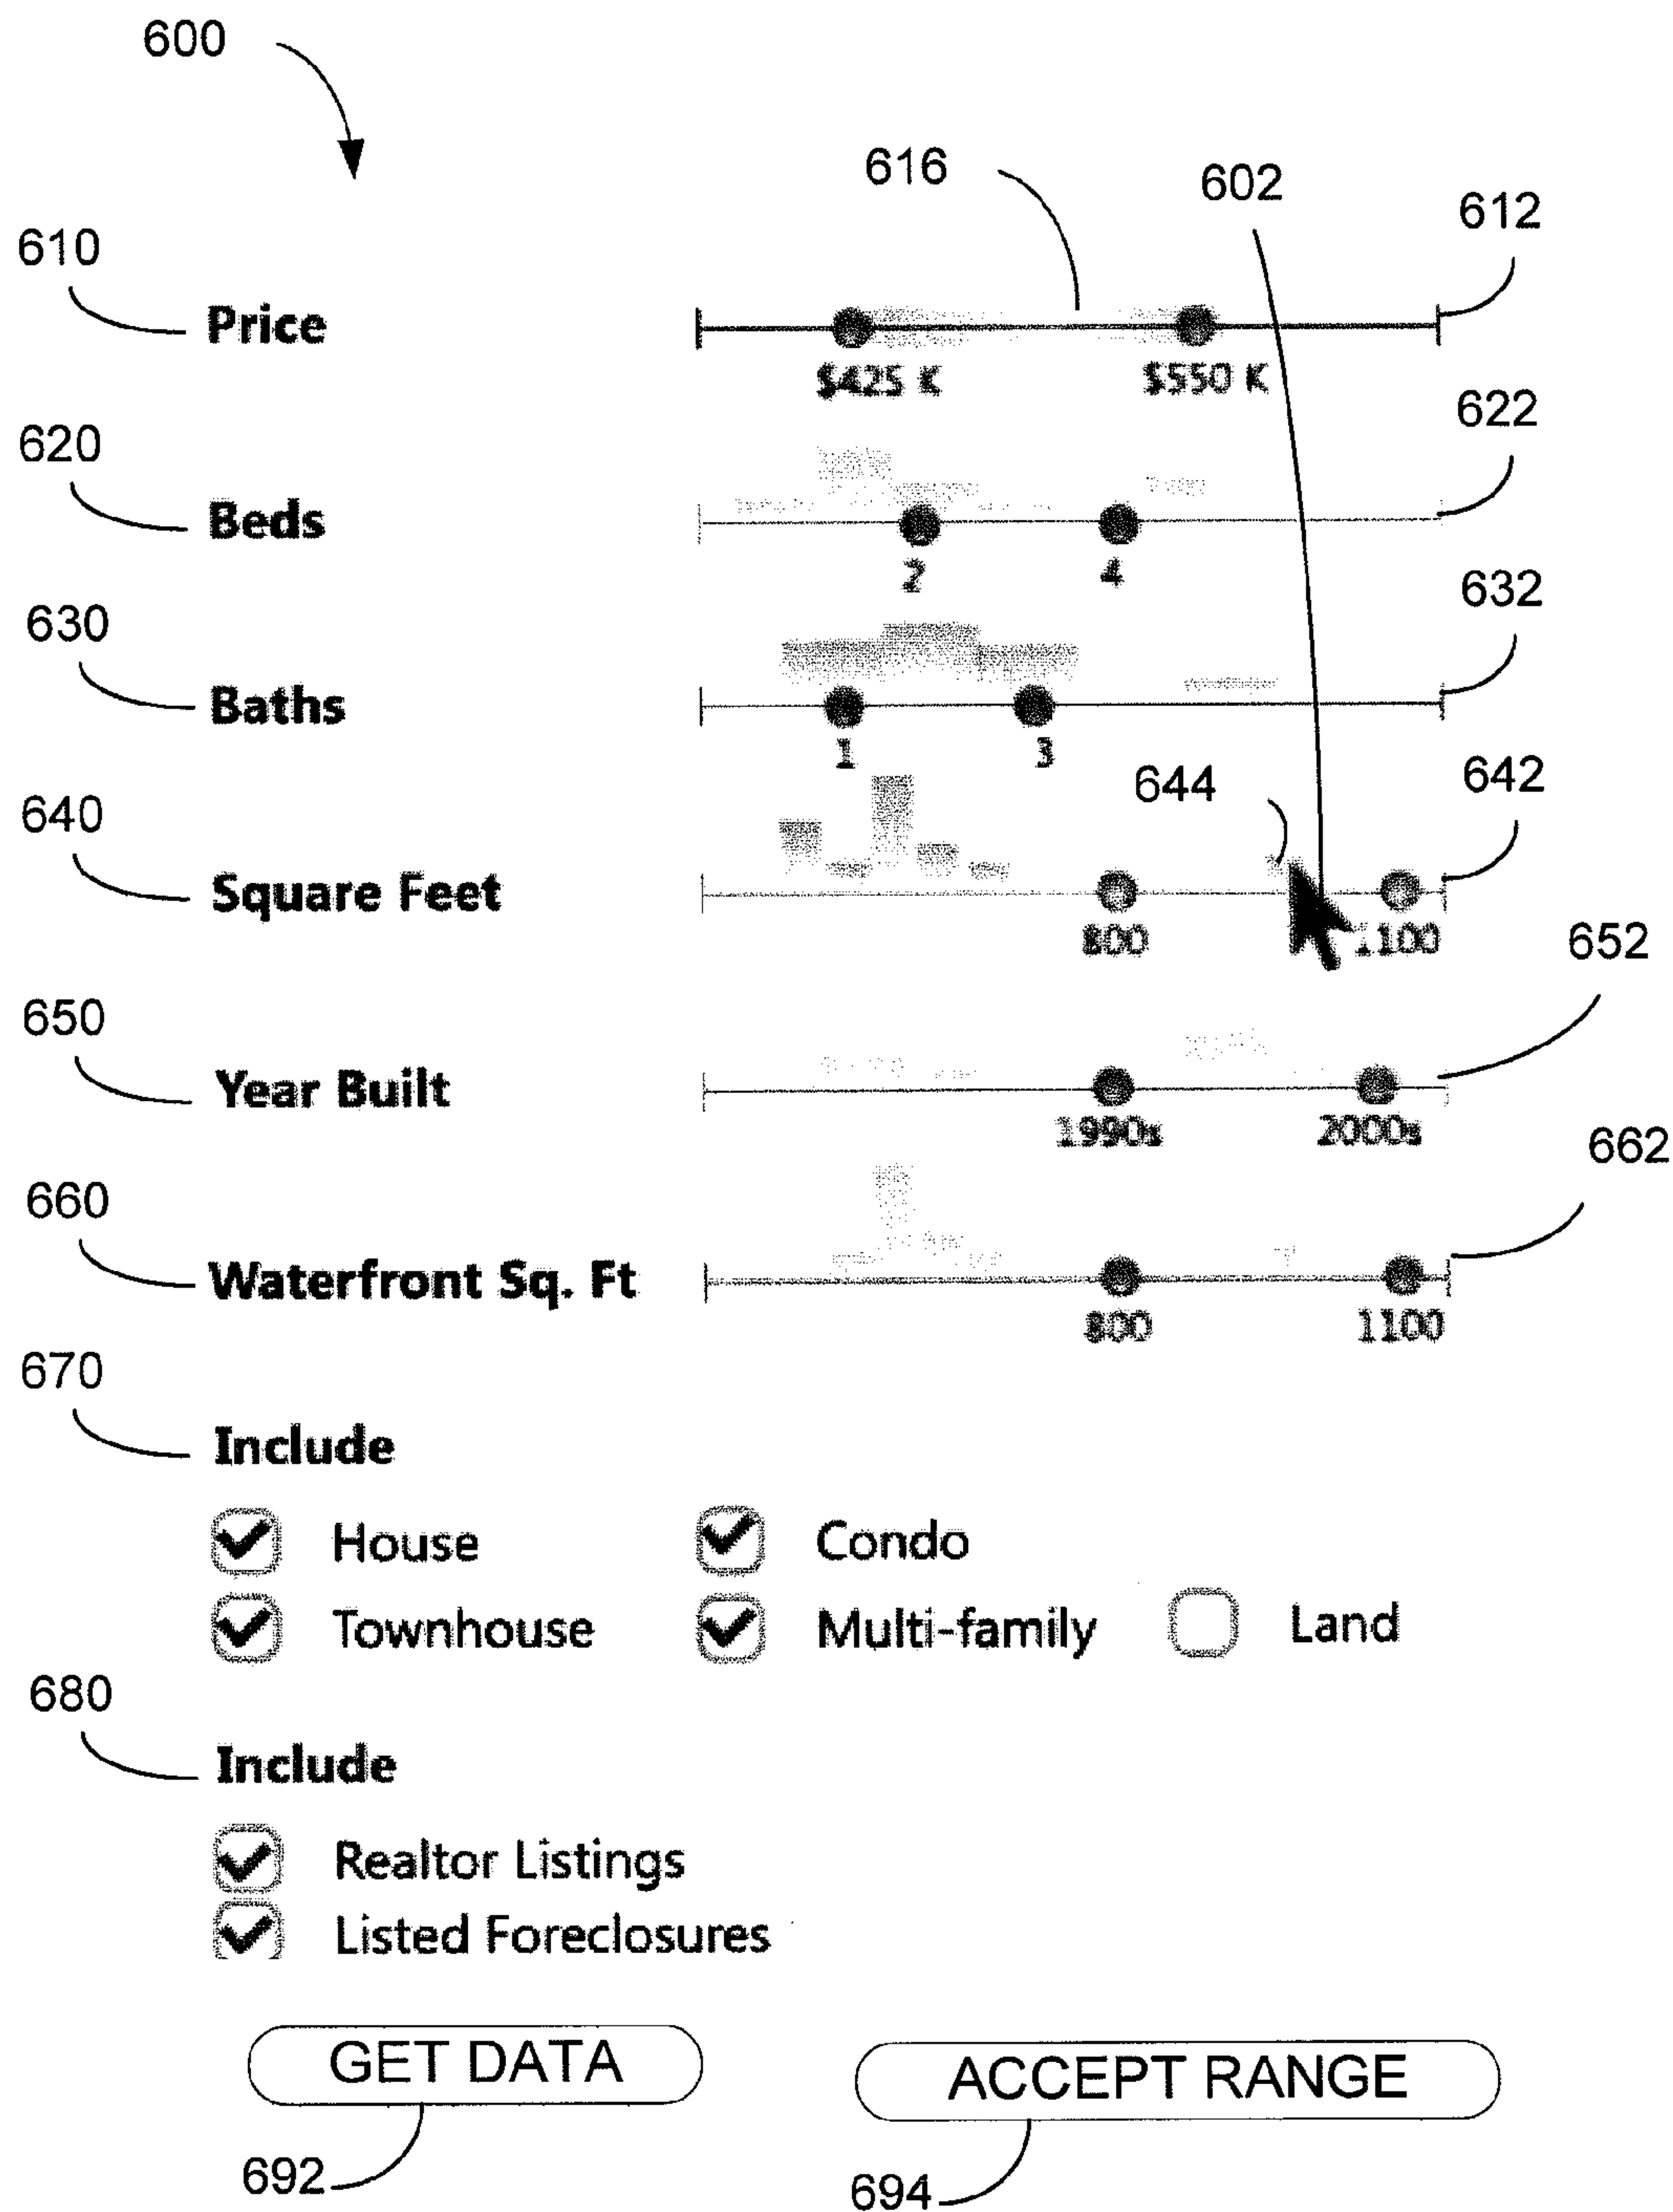 600
616
602
612
610
Price
$425 K
$550 K
622
620
Beds
2
4
632
630
Baths
1
3
644
642
640
Square Feet
800
1100
652
650
Year Built
1990s
2000s
662
660
Waterfront Sq. Ft
800
1100
670
Include
House
Condo
Townhouse
Multi-family
Land
680
Include
Realtor Listings
Listed Foreclosures
GET DATA
ACCEPT RANGE
692
694